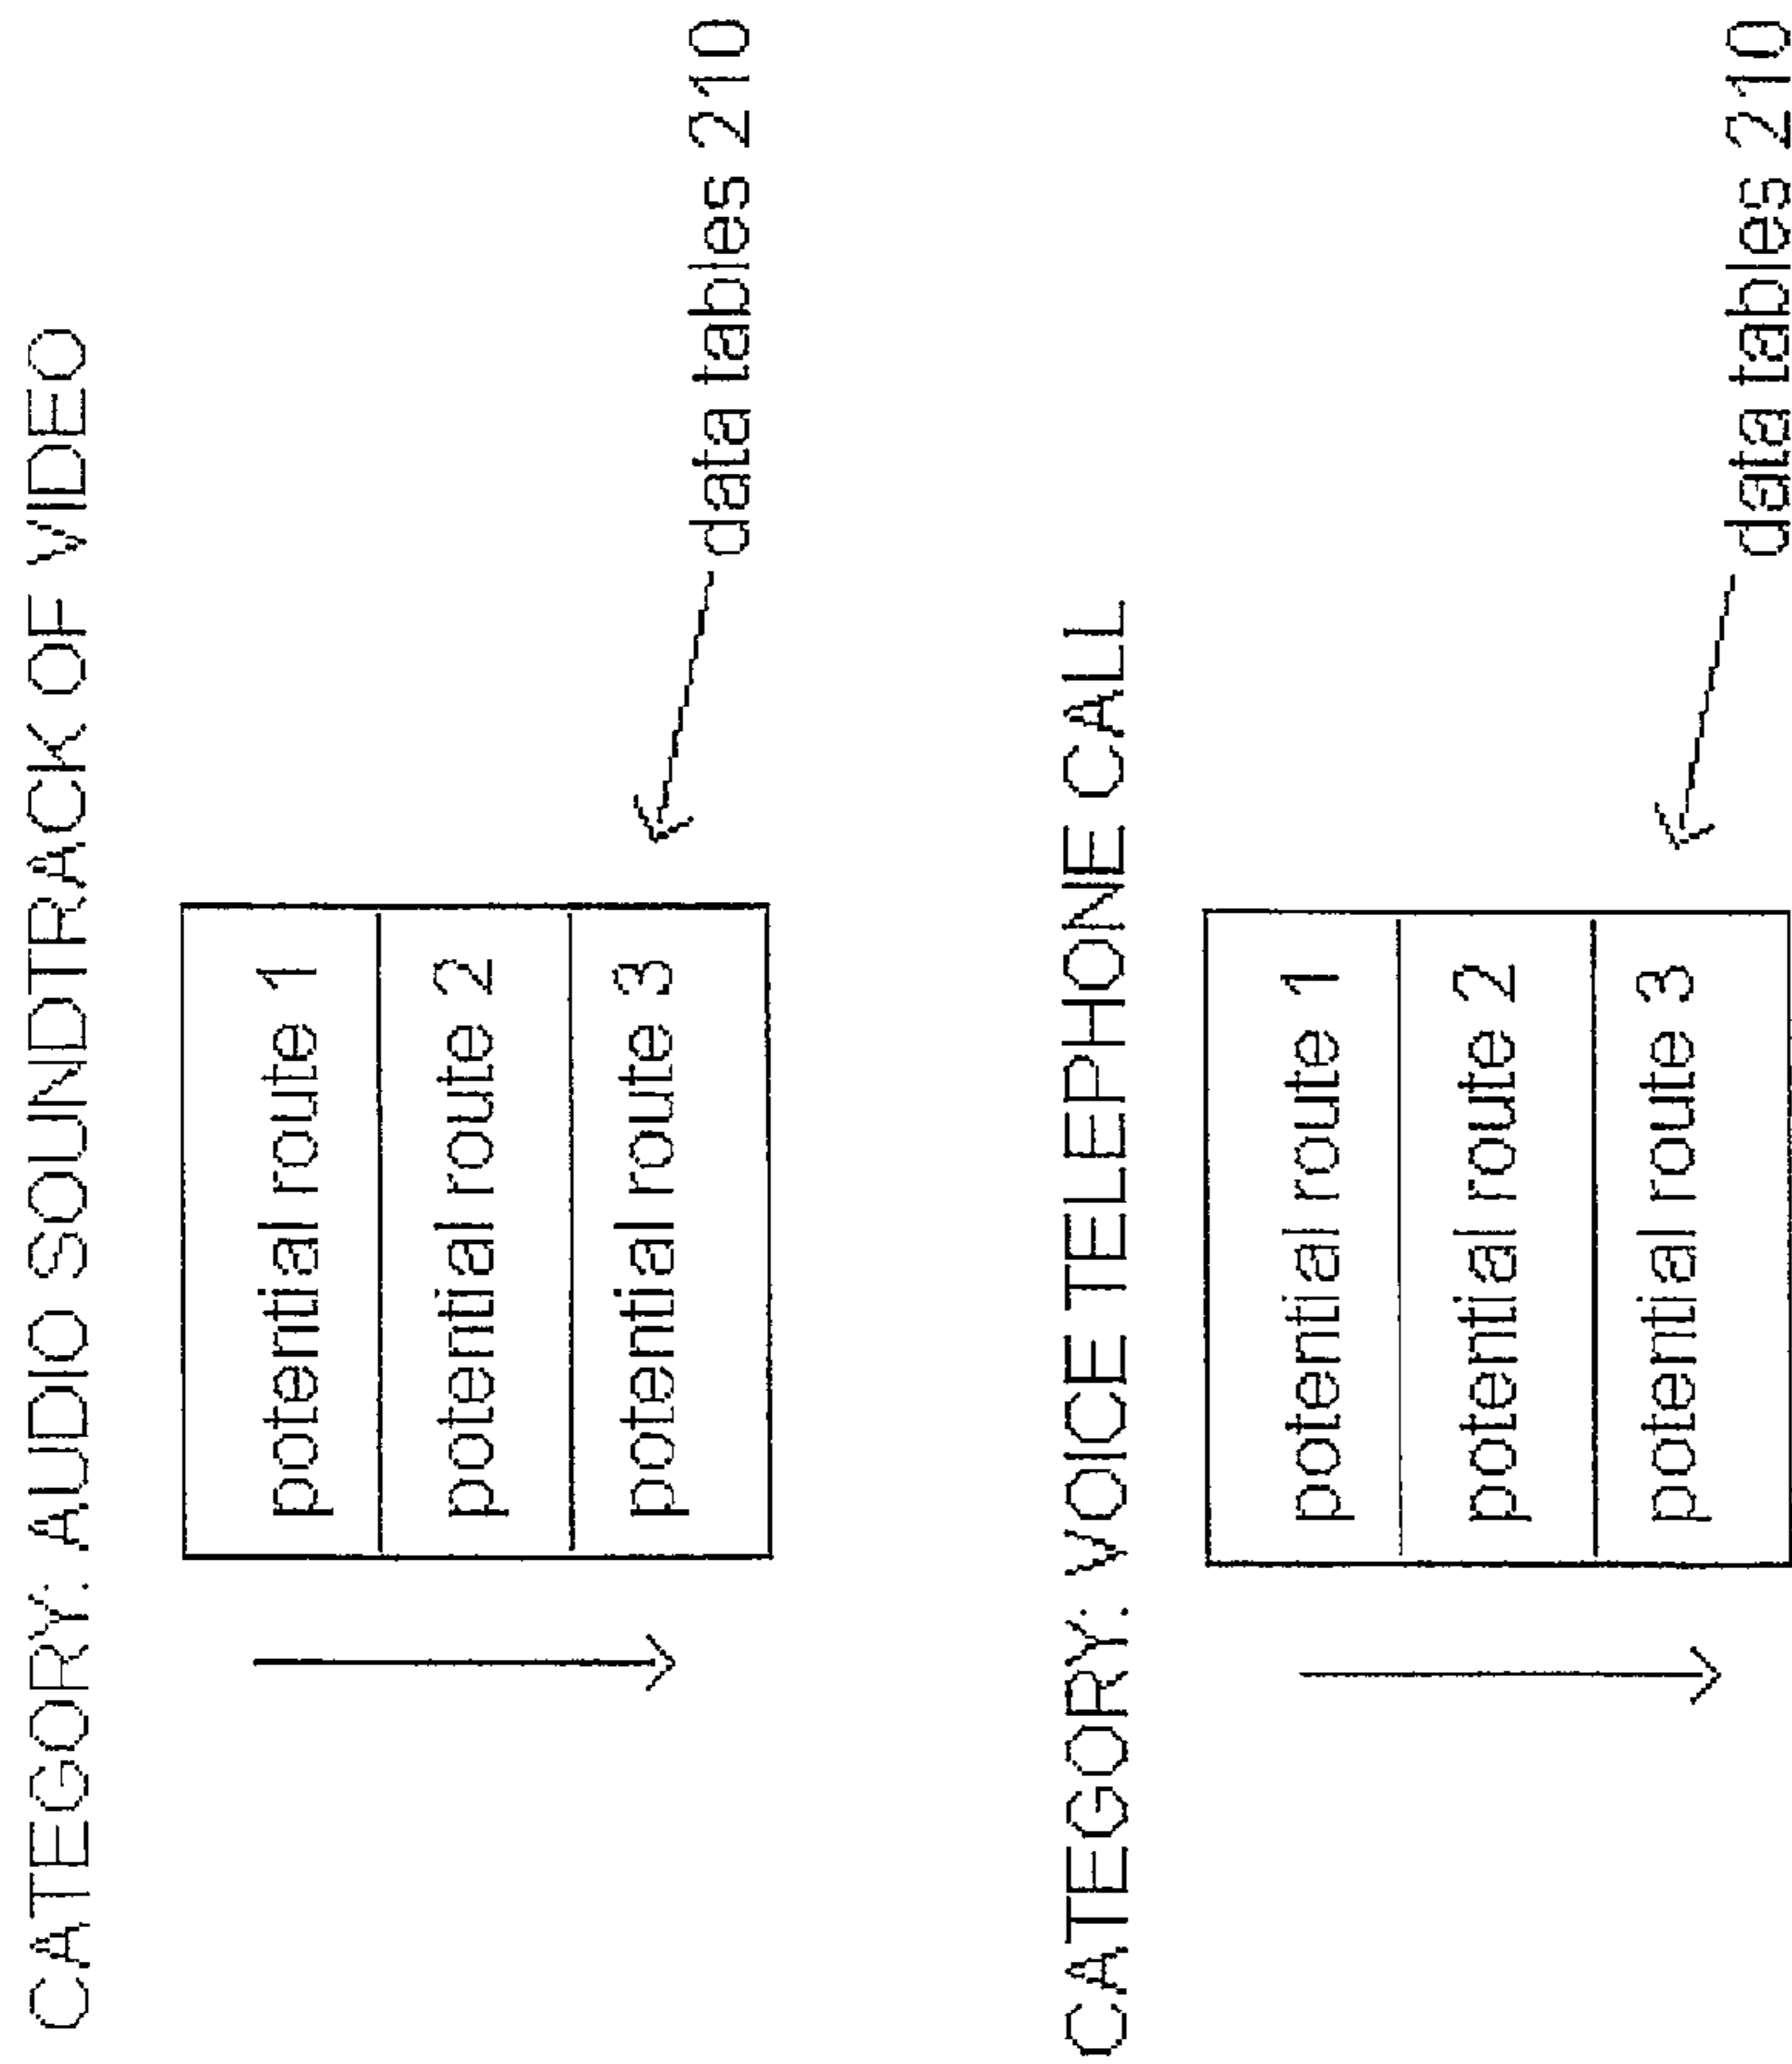 CATEGORY: AUDIO SOUNDTRACK OF VIDEO
potential route 1
potential route 2
potential route 3
data tables 210
CATEGORY: VOICE TELEPHONE CALL
potential route 1
potential route 2
potential route 3
data tables 210